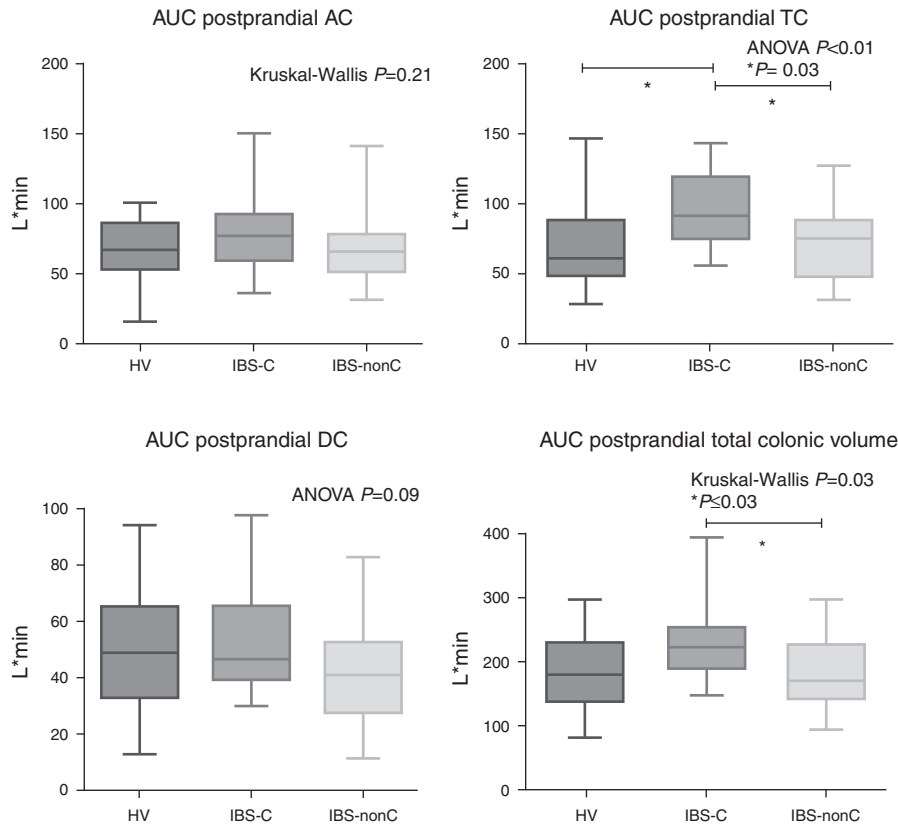 AUC postprandial AC
Kruskal-Wallis P=0.21
L*min
200
150
100
50
0
HV
IBS-C
IBS-nonC
AUC postprandial TC
ANOVA P<0.01
*P= 0.03
*
*
L*min
200
150
100
50
0
HV
IBS-C
IBS-nonC
AUC postprandial DC
ANOVA P=0.09
L*min
100
80
60
40
20
0
HV
IBS-C
IBS-nonC
AUC postprandial total colonic volume
Kruskal-Wallis P=0.03
*P≤0.03
*
L*min
400
300
200
100
0
HV
IBS-C
IBS-nonC